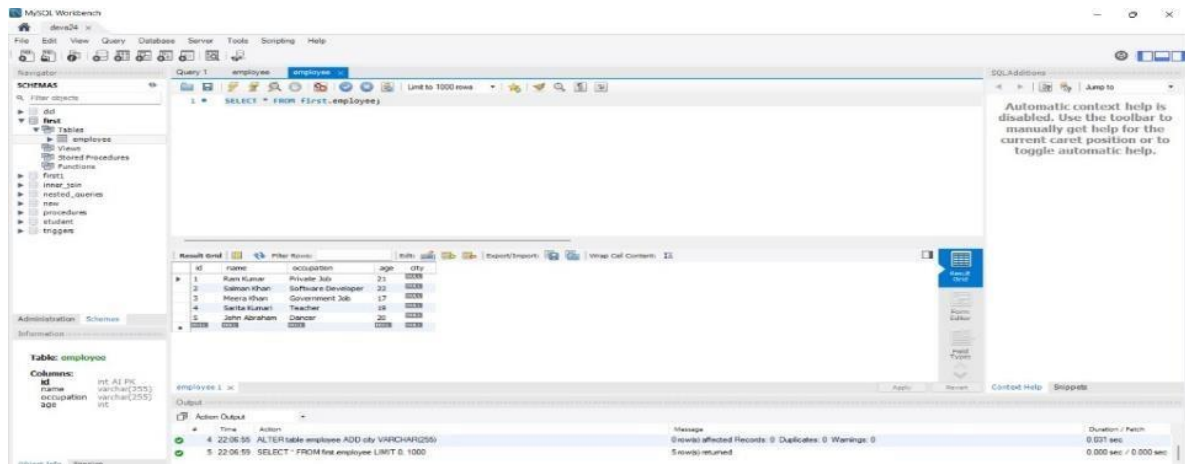 MySQL Workbench
deva24 ×
File Edit View Query Database Server Tools Scripting Help
Navigator
SCHEMAS
Filter objects
did
first
Tables
employee
Views
Stored Procedures
Functions
first1
inner_join
nested_queries
new
procedures
student
triggers
Administration Schemas
Information
Table: employee
Columns:
id int AI PK
name varchar(255)
occupation varchar(255)
age int
Query 1 employee employee ×
Limit to 1000 rows
1 SELECT * FROM first.employee;
Result Grid Filter Rows: Edit: Export/Import: Wrap Cell Content:
id name occupation age city
1 Ram Kumar Private Job 21 NULL
2 Salman Khan Software Developer 22 NULL
3 Meera Khan Government Job 17 NULL
4 Sarita Kumari Teacher 19 NULL
5 John Abraham Dancer 20 NULL
NULL NULL NULL NULL NULL
Result Grid
Form Editor
Field Types
employee 1 × Apply Revert
Output
Action Output
# Time Action Message Duration / Fetch
4 22:06:55 ALTER table employee ADD city VARCHAR(255) 0 row(s) affected Records: 0 Duplicates: 0 Warnings: 0 0.031 sec
5 22:06:59 SELECT * FROM first.employee LIMIT 0, 1000 5 row(s) returned 0.000 sec / 0.000 sec
SQLAdditions
Jump to
Automatic context help is
disabled. Use the toolbar to
manually get help for the
current caret position or to
toggle automatic help.
Context Help Snippets